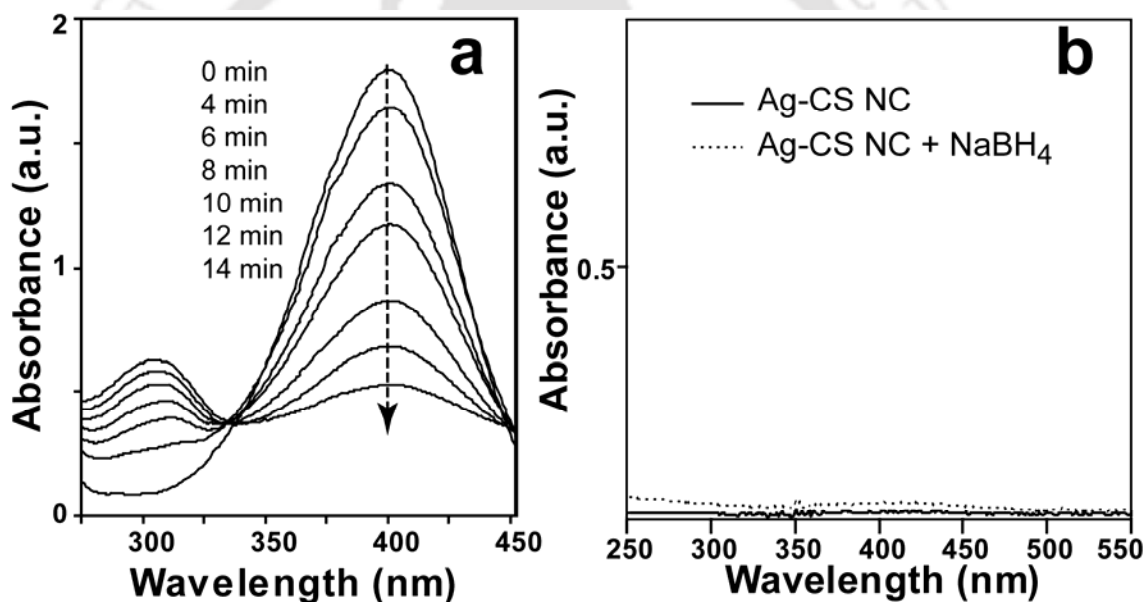 a
0 min
4 min
6 min
8 min
10 min
12 min
14 min
2
1
0
300 350 400 450
Absorbance (a.u.)
Wavelength (nm)
b
Ag-CS NC
Ag-CS NC + NaBH4
0.5
250 300 350 400 450 500 550
Absorbance (a.u.)
Wavelength (nm)